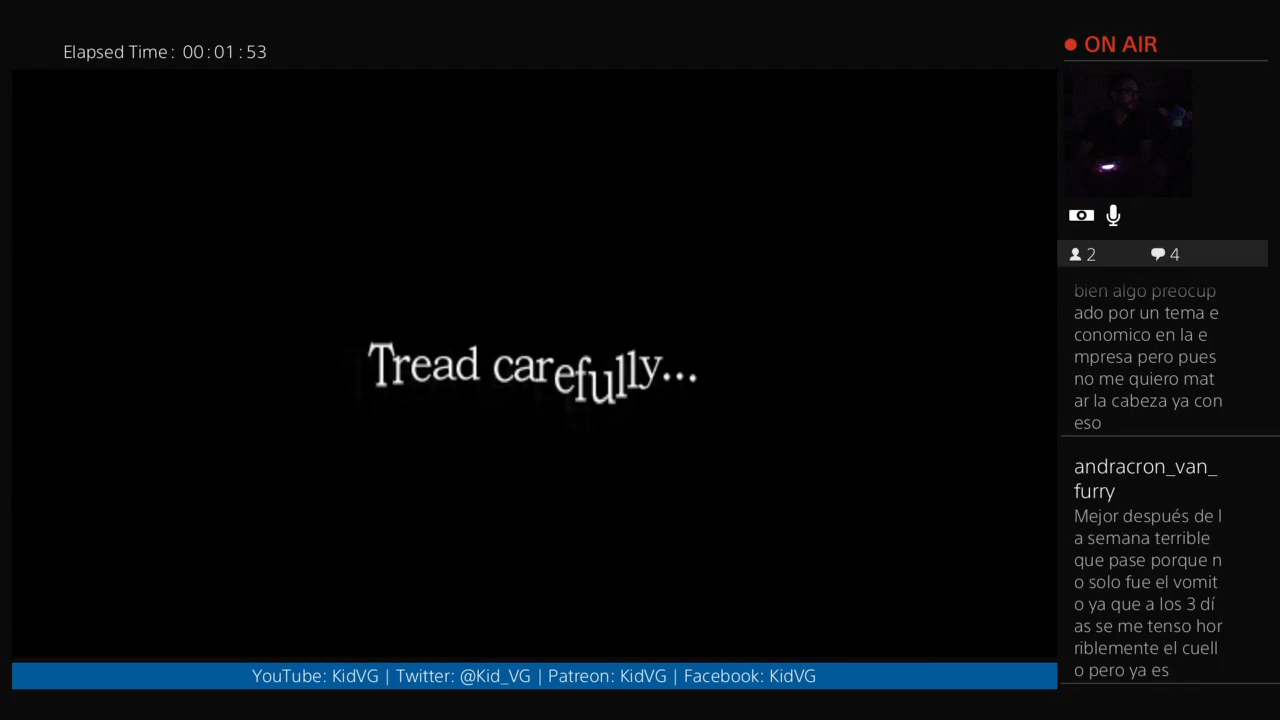 Elapsed Time: 00:01:53
ON AIR
2 4
bien algo preocup
ado por un tema e
conomico en la e
mpresa pero pues
no me quiero mat
ar la cabeza ya con
eso
Tread carefully...
andracron_van_
furry
Mejor después de l
a semana terrible
que pase porque n
o solo fue el vomit
o ya que a los 3 dí
as se me tenso hor
riblemente el cuell
o pero ya es
YouTube: KidVG | Twitter: @Kid_VG | Patreon: KidVG | Facebook: KidVG